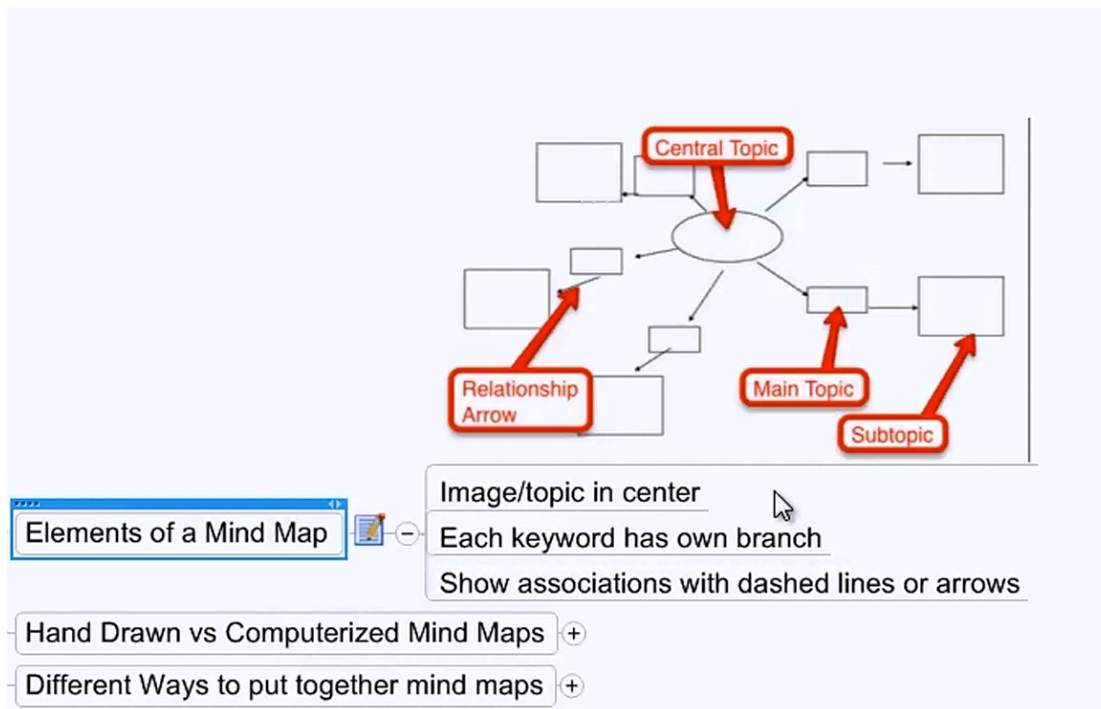 Central Topic
Relationship
Arrow
Main Topic
Subtopic
Image/topic in center
Elements of a Mind Map
Each keyword has own branch
Show associations with dashed lines or arrows
Hand Drawn vs Computerized Mind Maps
Different Ways to put together mind maps